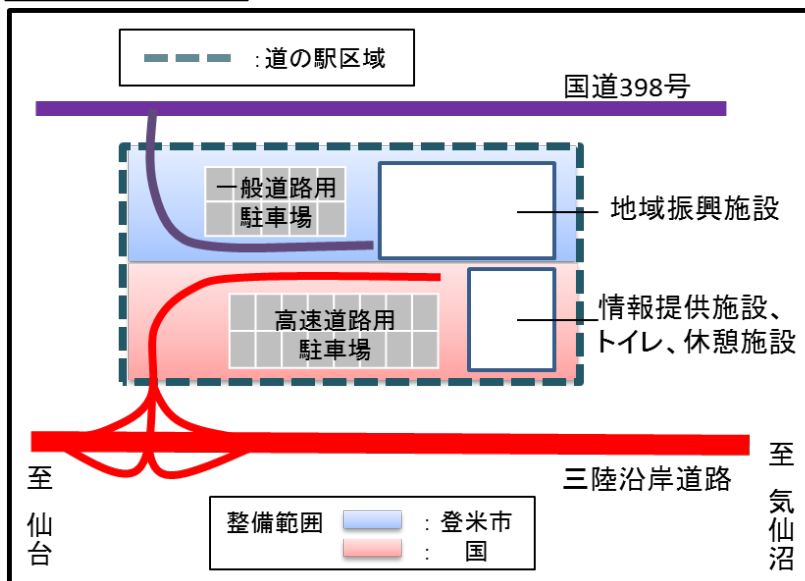 ：道の駅区域
国道398号
一般道路用
駐車場
地域振興施設
高速道路用
駐車場
情報提供施設、
トイレ、休憩施設
三陸沿岸道路
至 仙台
至 気仙沼
整備範囲 ：登米市
： 国